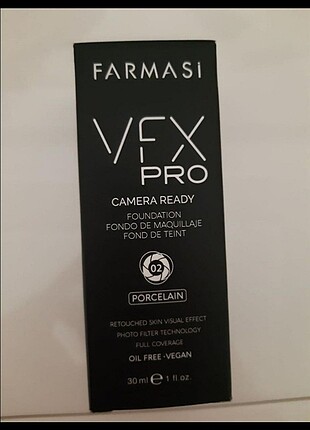 FARMASi
VFX
PRO
CAMERA READY
FOUNDATION
FONDO DE MAQUILLAJE
FOND DE TEINT
02
PORCELAIN
RETOUCHED SKIN VISUAL EFFECT
PHOTO FILTER TECHNOLOGY
FULL COVERAGE
OIL FREE · VEGAN
30 ml ℮ 1 fl oz.